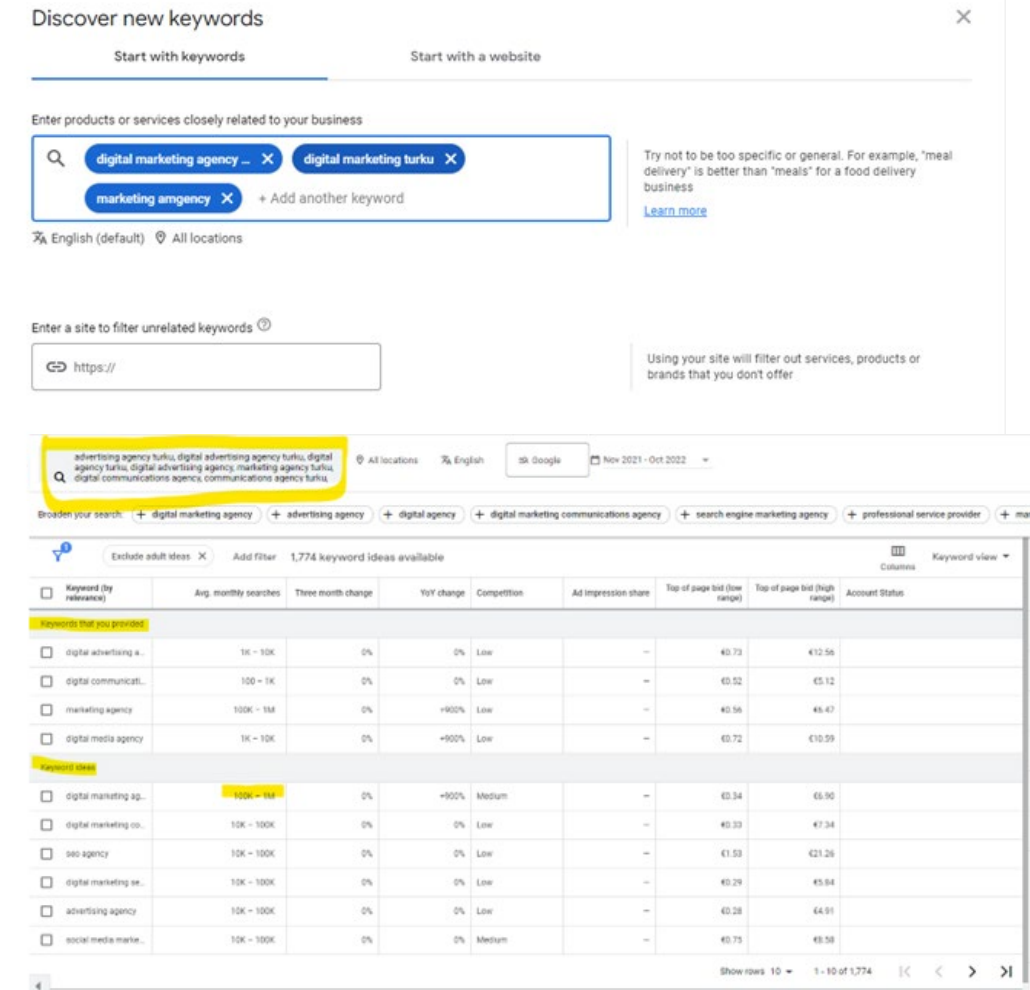 Discover new keywords
Start with keywords
Start with a website
Enter products or services closely related to your business
digital marketing agency ...
digital marketing turku
marketing amgency
+ Add another keyword
Try not to be too specific or general. For example, "meal
delivery" is better than "meals" for a food delivery
business
Learn more
English (default)
All locations
Enter a site to filter unrelated keywords
https://
Using your site will filter out services, products or
brands that you don't offer
advertising agency turku, digital advertising agency turku, digital
agency turku, digital advertising agency, marketing agency turku,
digital communications agency, communications agency turku,
All locations
English
Google
Nov 2021 - Oct 2022
Broaden your search:
+ digital marketing agency
+ advertising agency
+ digital agency
+ digital marketing communications agency
+ search engine marketing agency
+ professional service provider
+ mar
1
Exclude adult ideas X
Add filter
1,774 keyword ideas available
Columns
Keyword view
Keyword (by relevance) Avg. monthly searches Three month change YoY change Competition Ad impression share Top of page bid (low range) Top of page bid (high range) Account Status
Keywords that you provided
digital advertising a... 1K – 10K 0% 0% Low – €0.73 €12.56
digital communicati... 100 – 1K 0% 0% Low – €0.52 €5.12
marketing agency 100K – 1M 0% +900% Low – €0.56 €6.47
digital media agency 1K – 10K 0% +900% Low – €0.72 €10.59
Keyword ideas
digital marketing ag... 100K – 1M 0% +900% Medium – €0.34 €6.90
digital marketing co... 10K – 100K 0% 0% Low – €0.33 €7.34
seo agency 10K – 100K 0% 0% Low – €1.53 €21.26
digital marketing se... 10K – 100K 0% 0% Low – €0.29 €5.84
advertising agency 10K – 100K 0% 0% Low – €0.28 €4.91
social media marke... 10K – 100K 0% 0% Medium – €0.75 €8.58
Show rows 10
1 - 10 of 1,774